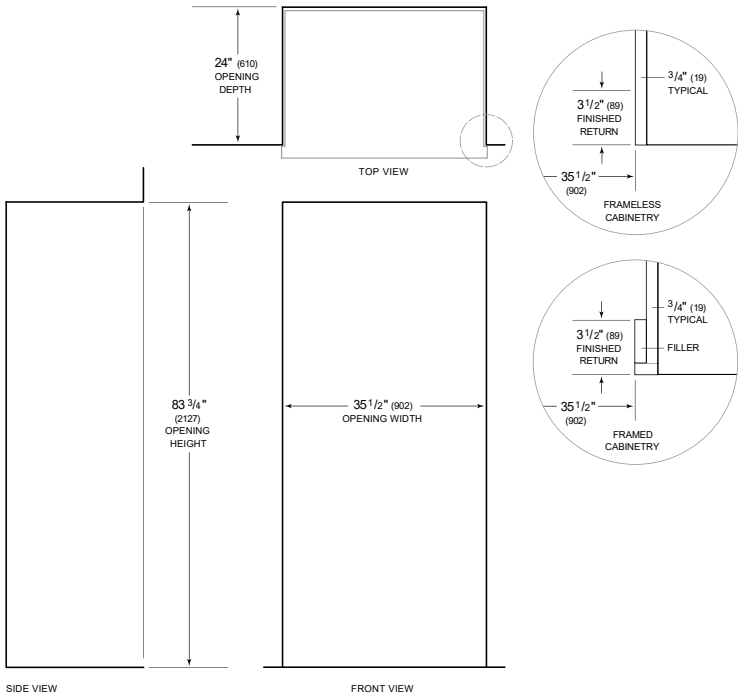 24" (610)
OPENING
DEPTH
TOP VIEW
3/4" (19)
TYPICAL
3 1/2" (89)
FINISHED
RETURN
35 1/2"
(902)
FRAMELESS
CABINETRY
3/4" (19)
TYPICAL
3 1/2" (89)
FINISHED
RETURN
FILLER
35 1/2"
(902)
FRAMED
CABINETRY
83 3/4"
(2127)
OPENING
HEIGHT
35 1/2" (902)
OPENING WIDTH
SIDE VIEW
FRONT VIEW